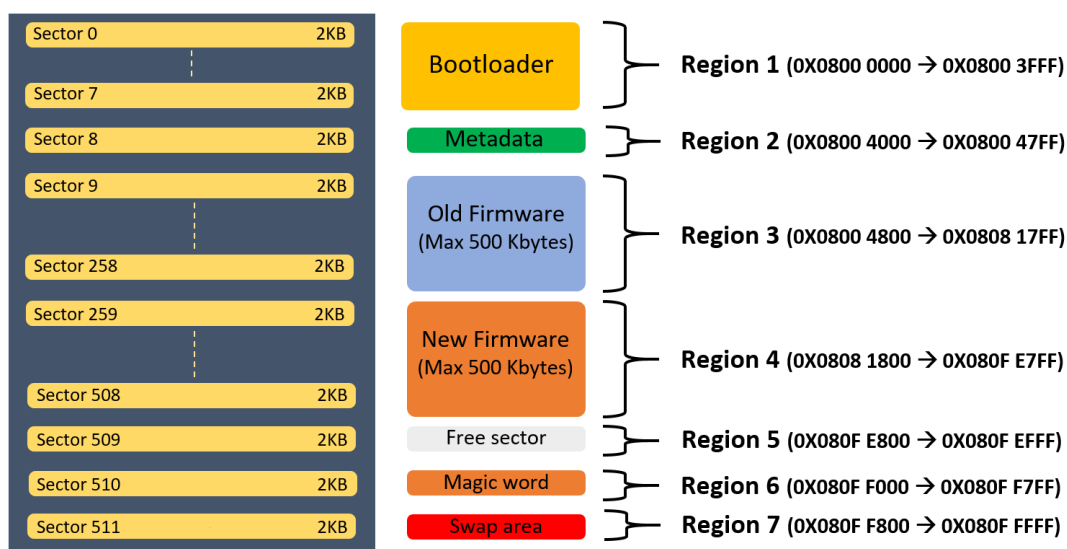 Sector 0 2KB
Sector 7 2KB
Sector 8 2KB
Sector 9 2KB
Sector 258 2KB
Sector 259 2KB
Sector 508 2KB
Sector 509 2KB
Sector 510 2KB
Sector 511 2KB
Bootloader
Metadata
Old Firmware
(Max 500 Kbytes)
New Firmware
(Max 500 Kbytes)
Free sector
Magic word
Swap area
Region 1 (0X0800 0000 → 0X0800 3FFF)
Region 2 (0X0800 4000 → 0X0800 47FF)
Region 3 (0X0800 4800 → 0X0808 17FF)
Region 4 (0X0808 1800 → 0X080F E7FF)
Region 5 (0X080F E800 → 0X080F EFFF)
Region 6 (0X080F F000 → 0X080F F7FF)
Region 7 (0X080F F800 → 0X080F FFFF)